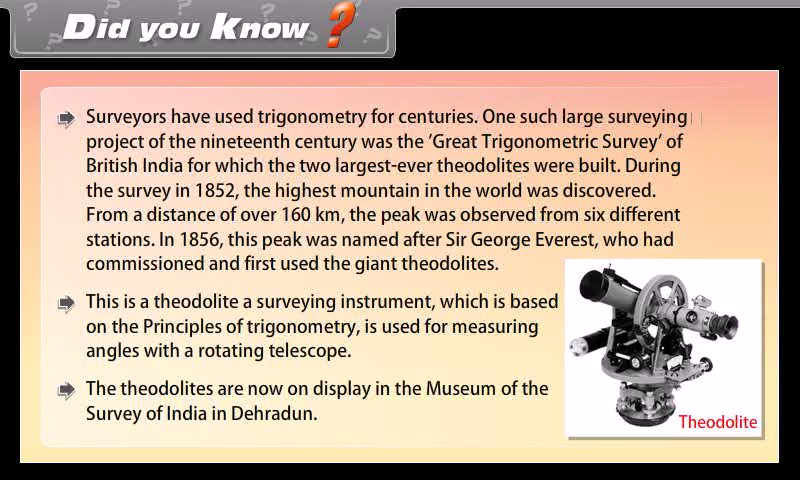 Did you Know ?
Surveyors have used trigonometry for centuries. One such large surveying
project of the nineteenth century was the ’Great Trigonometric Survey’ of
British India for which the two largest-ever theodolites were built. During
the survey in 1852, the highest mountain in the world was discovered.
From a distance of over 160 km, the peak was observed from six different
stations. In 1856, this peak was named after Sir George Everest, who had
commissioned and first used the giant theodolites.
This is a theodolite a surveying instrument, which is based
on the Principles of trigonometry, is used for measuring
angles with a rotating telescope.
The theodolites are now on display in the Museum of the
Survey of India in Dehradun.
Theodolite